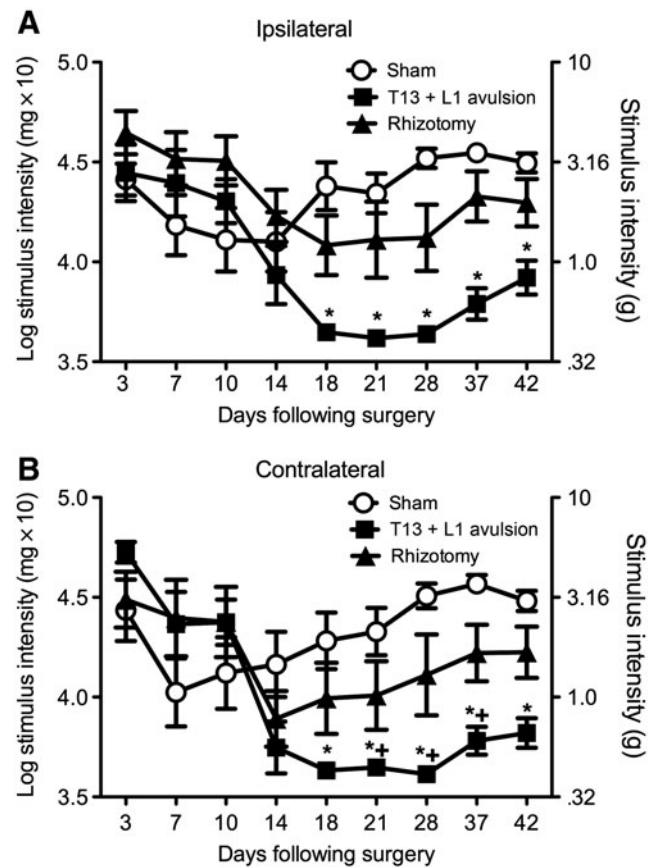 A
Ipsilateral
Log stimulus intensity (mg × 10)
5.0
4.5
4.0
3.5
Sham
T13 + L1 avulsion
Rhizotomy
10
3.16
1.0
.32
Stimulus intensity (g)
* * * * *
3 7 10 14 18 21 28 37 42
Days following surgery
B
Contralateral
Log stimulus intensity (mg × 10)
5.0
4.5
4.0
3.5
Sham
T13 + L1 avulsion
Rhizotomy
10
3.16
1.0
.32
Stimulus intensity (g)
* *+ *+ *+ *
3 7 10 14 18 21 28 37 42
Days following surgery